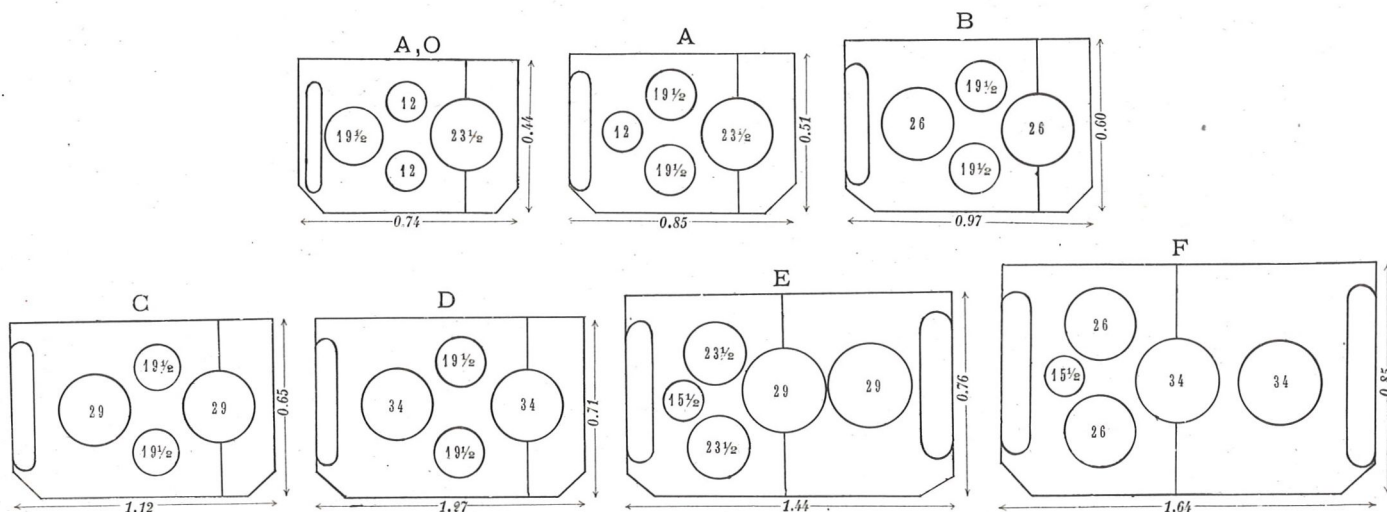 A,O
19½ 12 12 23½
0.44
0.74
A
12 19½ 19½ 23½
0.51
0.85
B
26 19½ 19½ 26
0.60
0.97
C
29 19½ 19½ 29
0.65
1.12
D
34 19½ 19½ 34
0.71
1.27
E
23½ 15½ 23½ 29 29
0.76
1.44
F
26 15½ 26 34 34
0.85
1.64